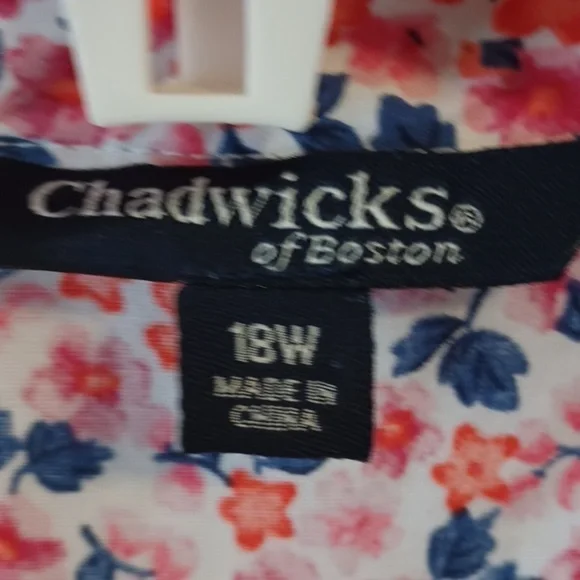 Chadwicks®
of Boston
18W
MADE IN
CHINA